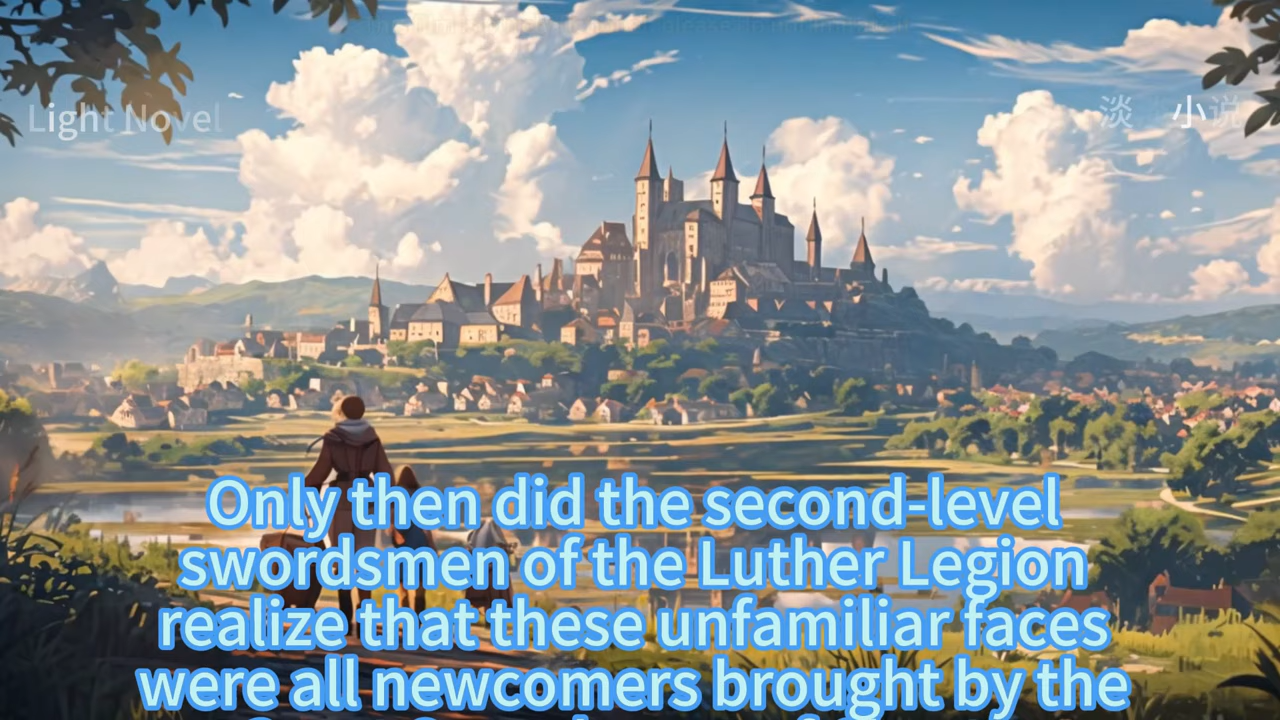 Light Novel
淡 小说
Only then did the second-level
swordsmen of the Luther Legion
realize that these unfamiliar faces
were all newcomers brought by the